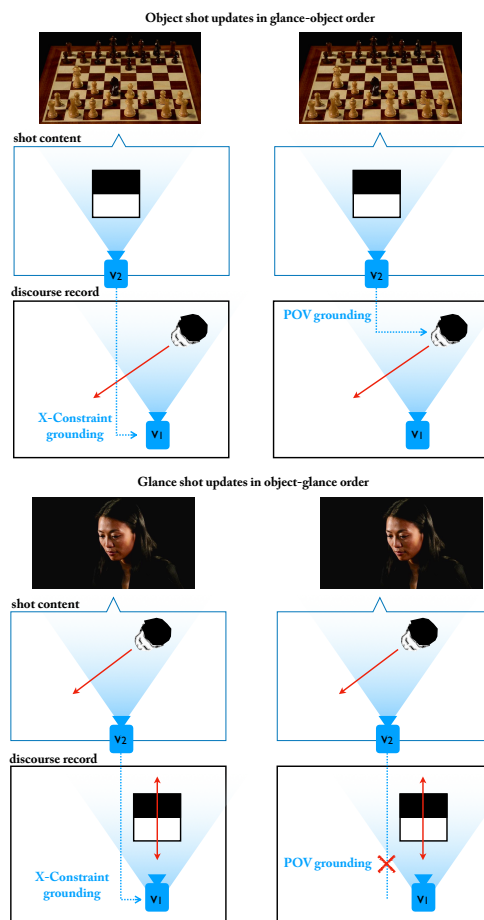 Object shot updates in glance-object order
shot content
V2
V2
discourse record
POV grounding
X-Constraint
grounding
V1
V1
Glance shot updates in object-glance order
shot content
V2
V2
discourse record
POV grounding
X-Constraint
grounding
V1
V1